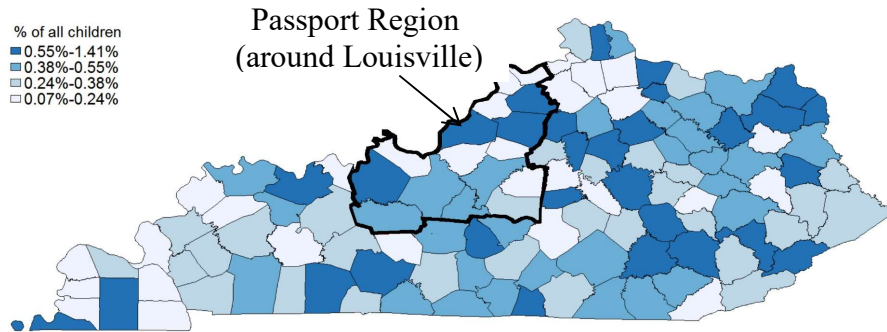 Passport Region
(around Louisville)
% of all children
0.55%-1.41%
0.38%-0.55%
0.24%-0.38%
0.07%-0.24%